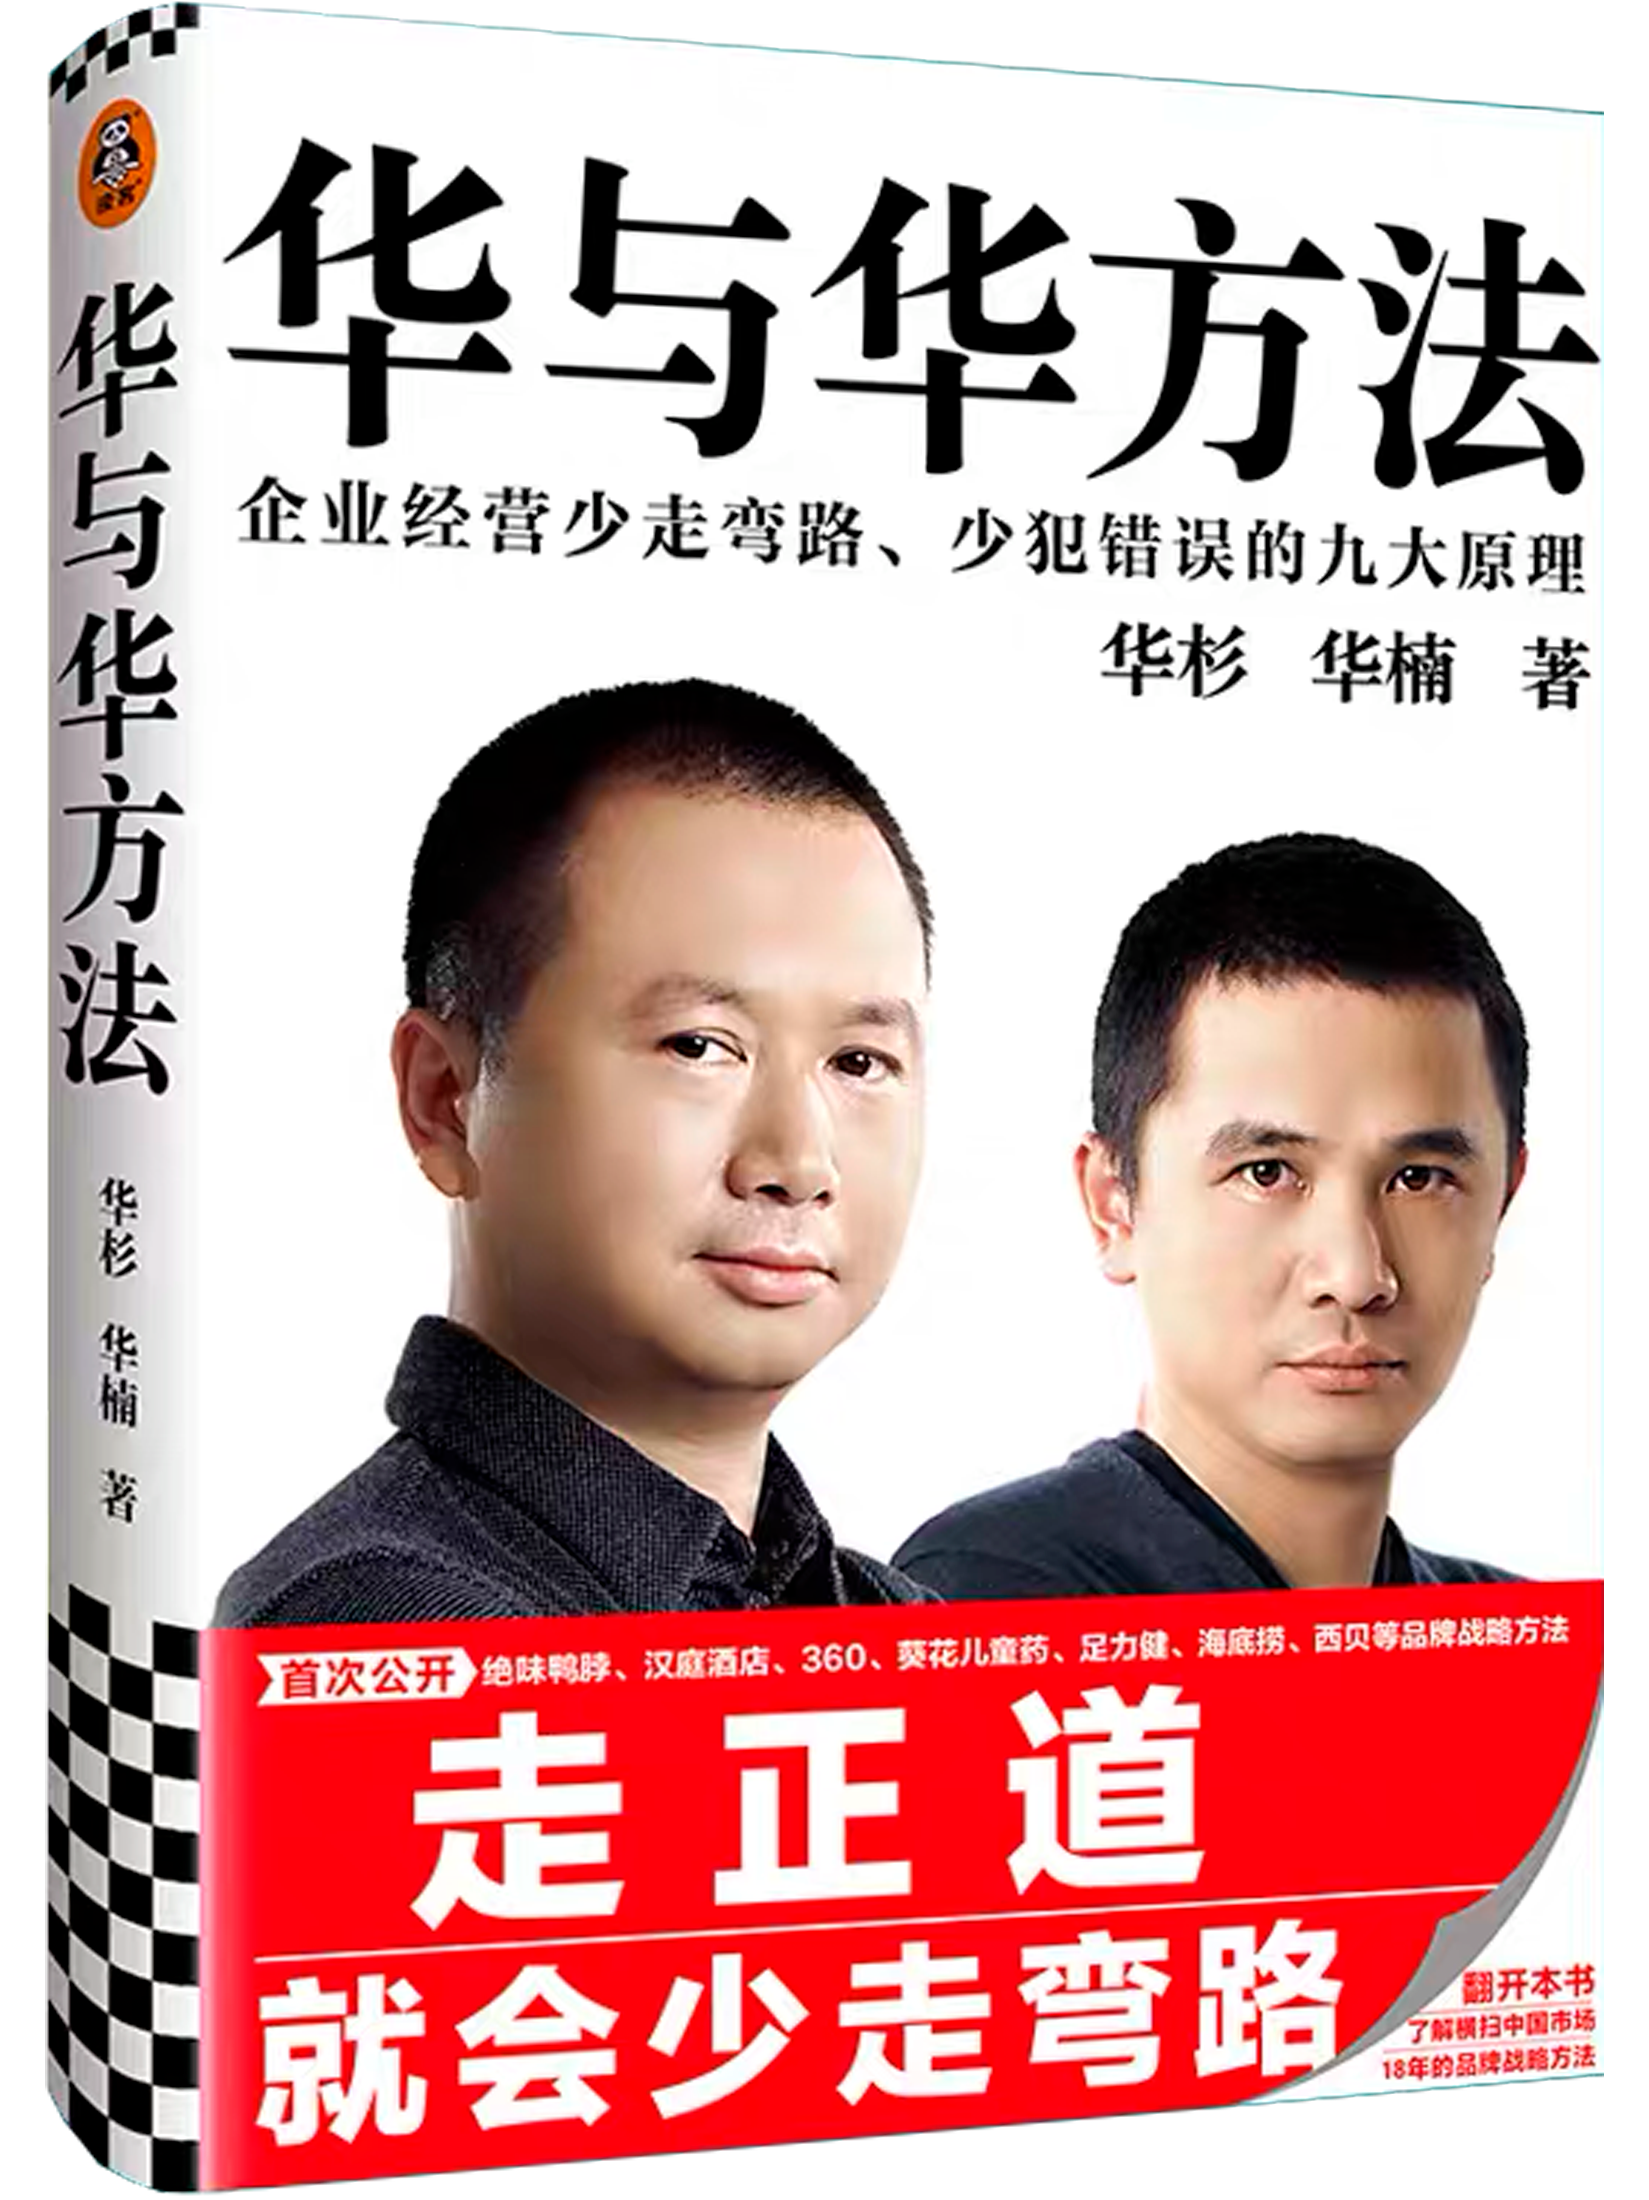 读客
华与华方法
华杉 华楠 著
华与华方法
企业经营少走弯路、少犯错误的九大原理
华杉 华楠 著
首次公开 绝味鸭脖、汉庭酒店、360、葵花儿童药、足力健、海底捞、西贝等品牌战略方法
走正道
就会少走弯路
翻开本书
了解横扫中国市场
18年的品牌战略方法